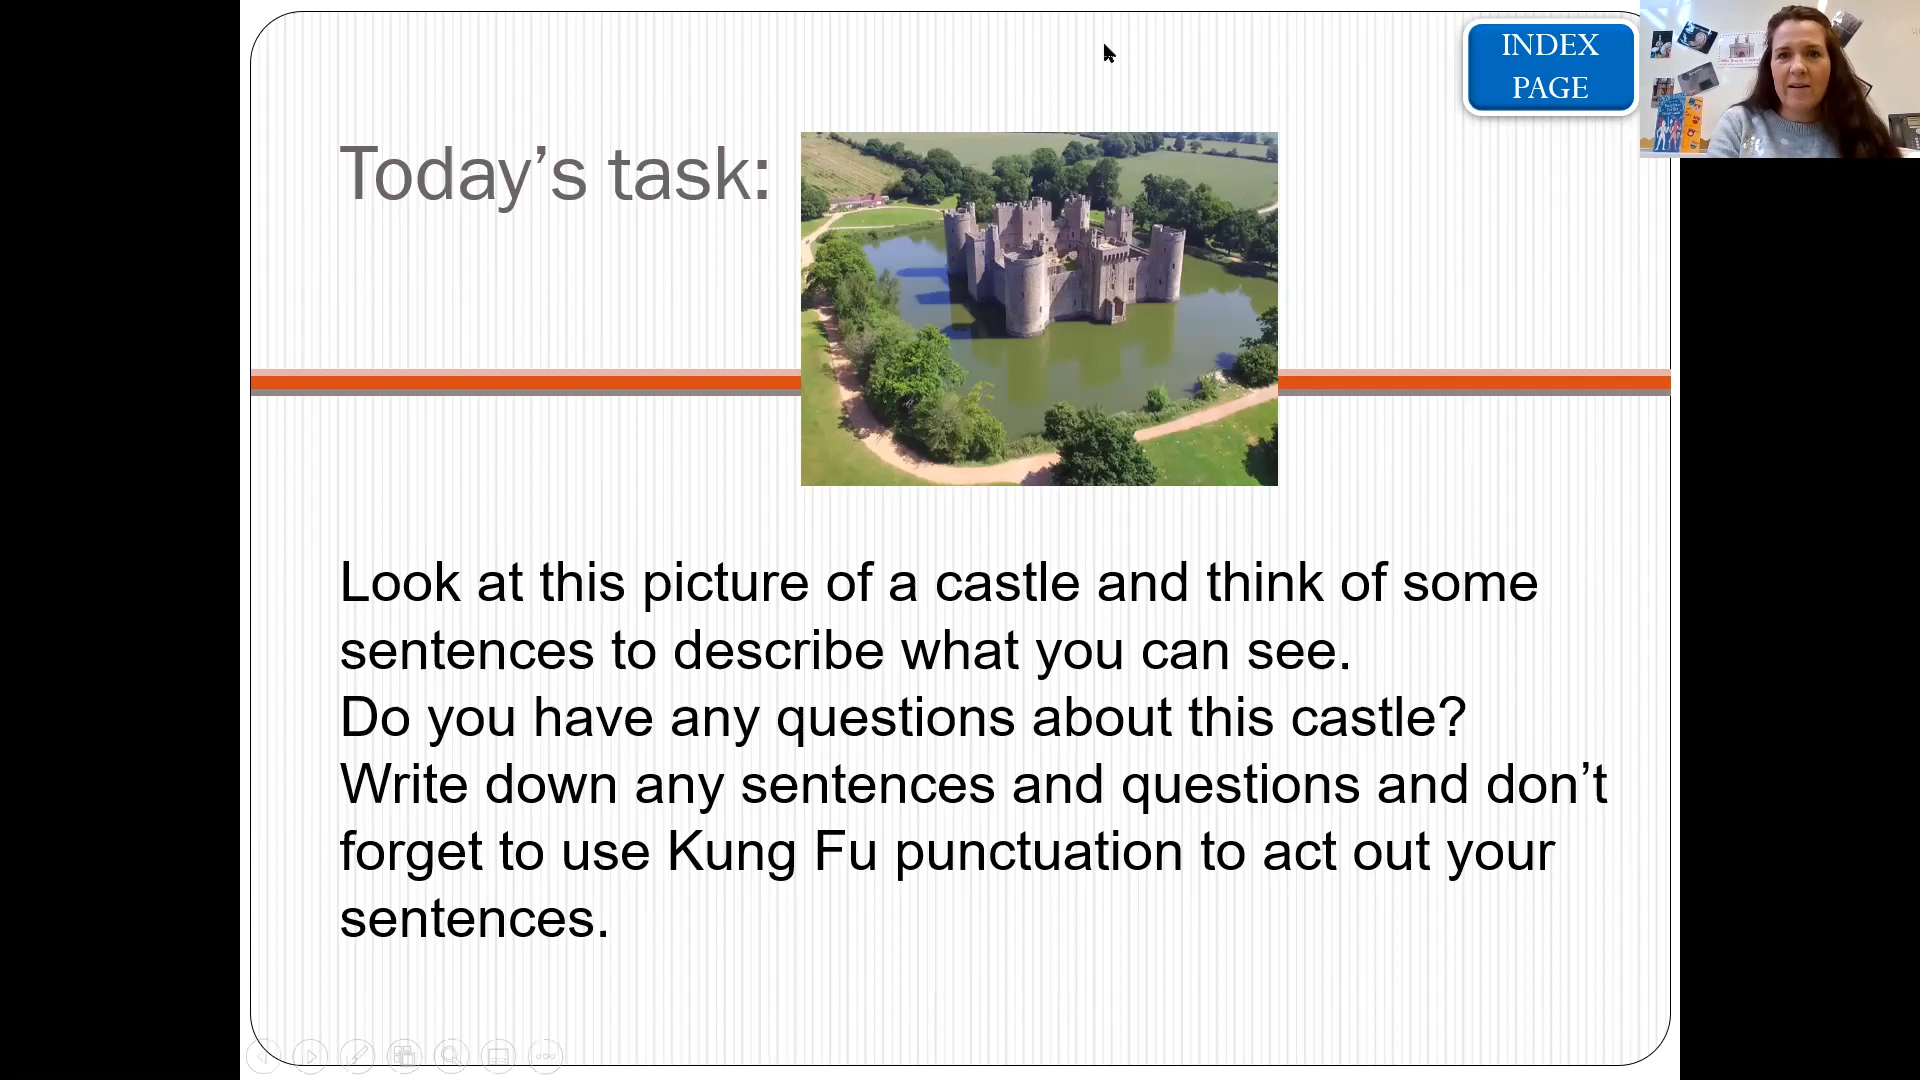 INDEX
PAGE
Today’s task:
Look at this picture of a castle and think of some
sentences to describe what you can see.
Do you have any questions about this castle?
Write down any sentences and questions and don’t
forget to use Kung Fu punctuation to act out your
sentences.